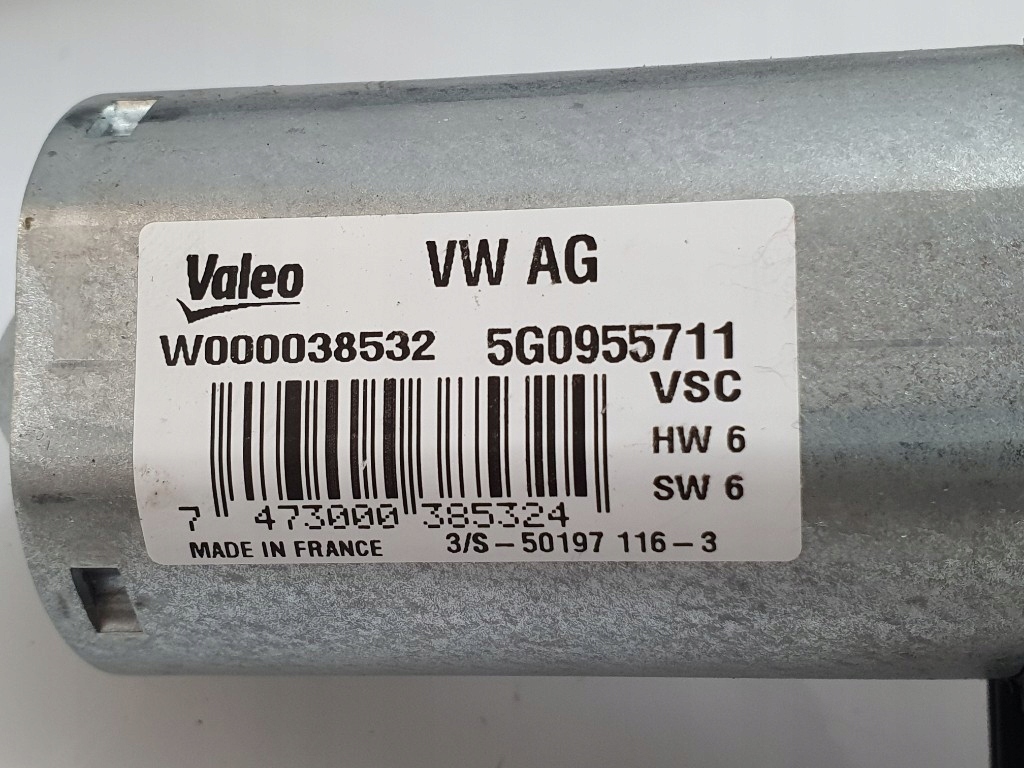 Valeo VW AG
W000038532 5G0955711
VSC
HW 6
SW 6
7 473000 385324
MADE IN FRANCE 3/S-50197 116-3